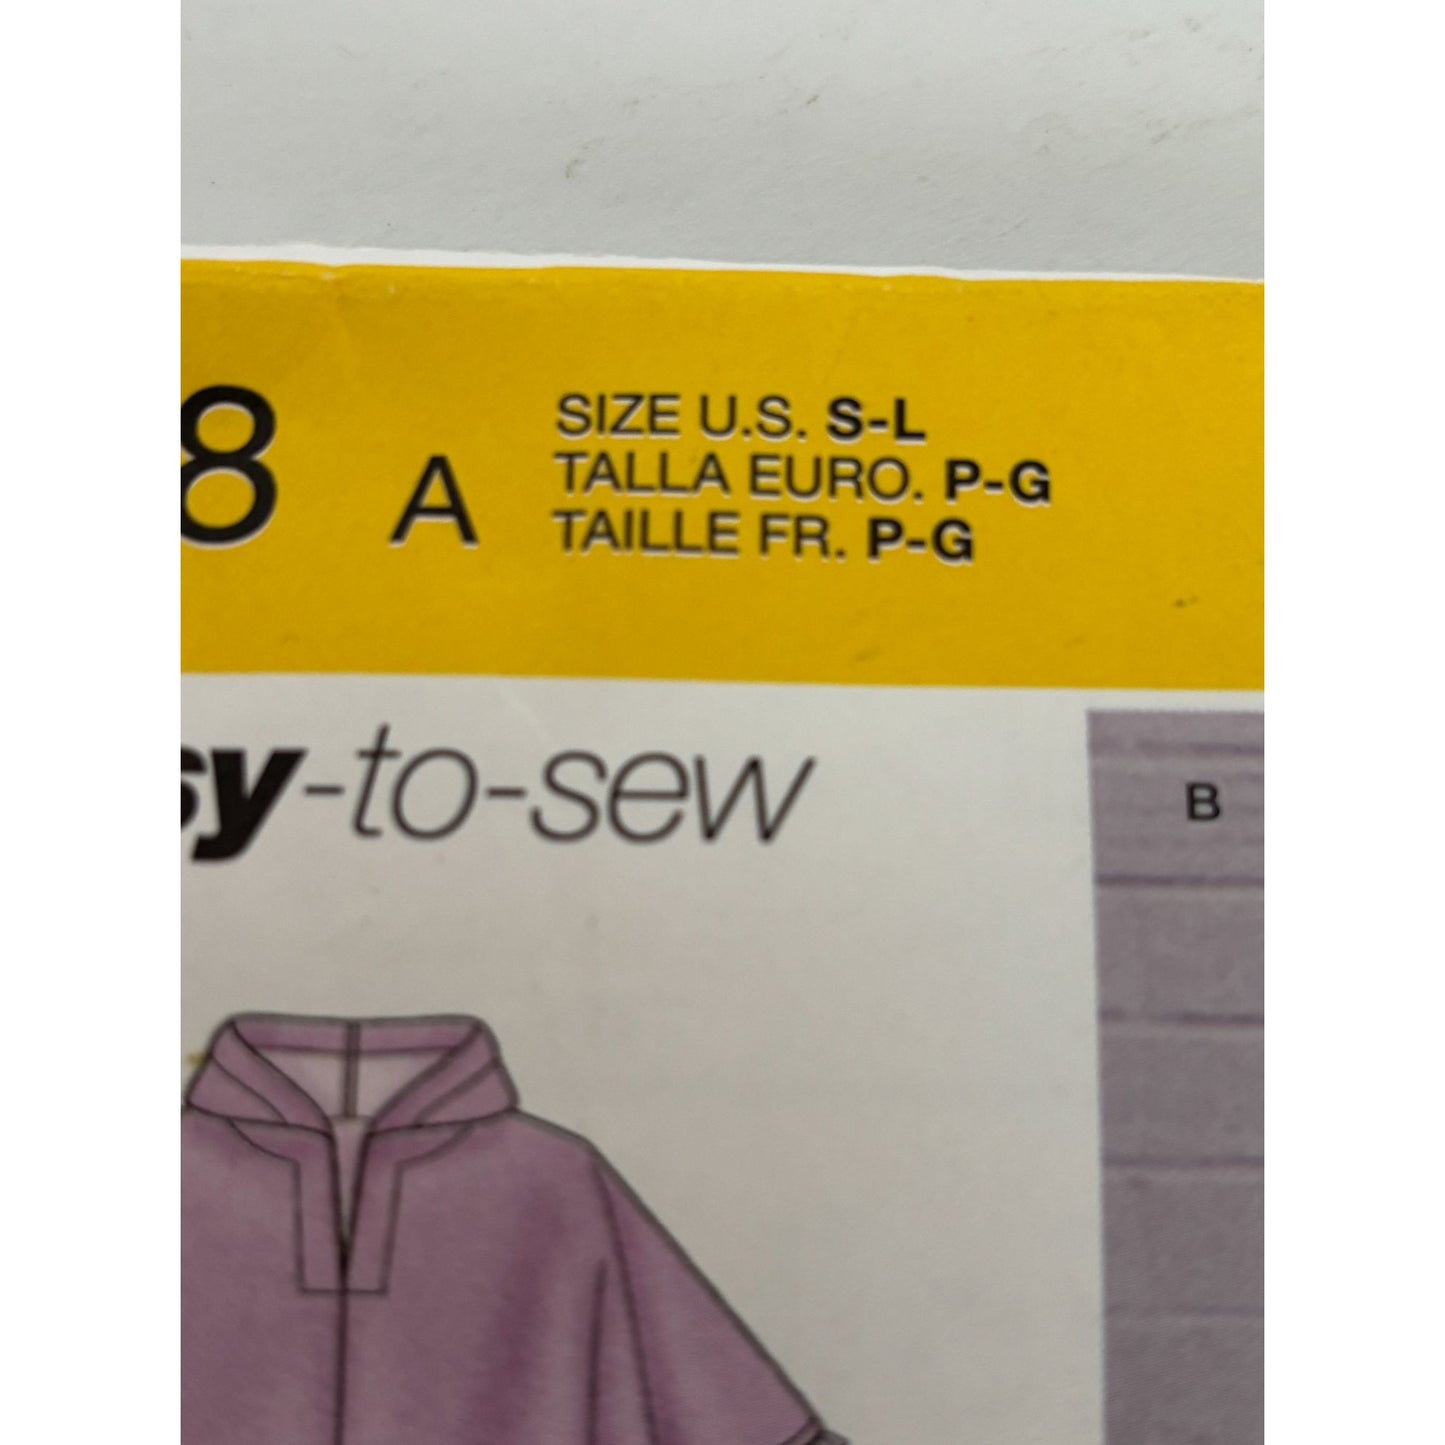 8 A
SIZE U.S. S-L
TALLA EURO. P-G
TAILLE FR. P-G
sy-to-sew
B